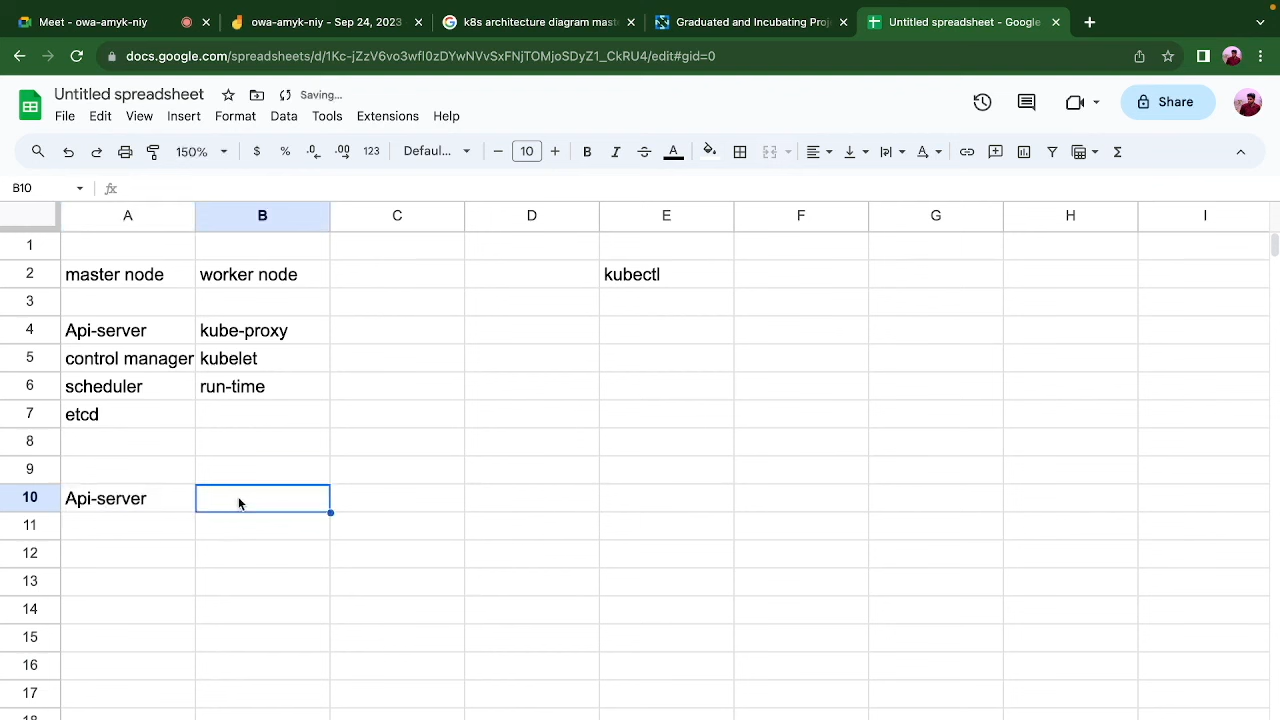 Meet - owa-amyk-niy
owa-amyk-niy - Sep 24, 2023
k8s architecture diagram mast
Graduated and Incubating Proj
Untitled spreadsheet - Google
docs.google.com/spreadsheets/d/1Kc-jZzV6vo3wfl0zDYwNVvSxFNjTOMjoSDyZ1_CkRU4/edit#gid=0
Untitled spreadsheet
Saving...
File Edit View Insert Format Data Tools Extensions Help
Share
150% $ % .0 .00 123 Defaul... - 10 + B I S A Σ
B10 fx
A B C D E F G H I
1
2 master node worker node kubectl
3
4 Api-server kube-proxy
5 control manager kubelet
6 scheduler run-time
7 etcd
8
9
10 Api-server
11
12
13
14
15
16
17
18